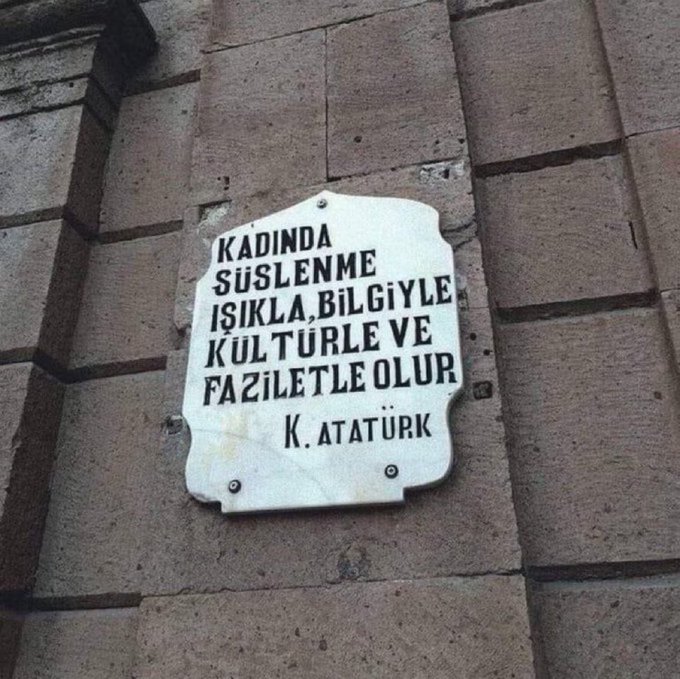 KADINDA
SÜSLENME
IŞIKLA, BİLGİYLE
KÜLTÜRLE VE
FAZİLETLE OLUR
K. ATATÜRK